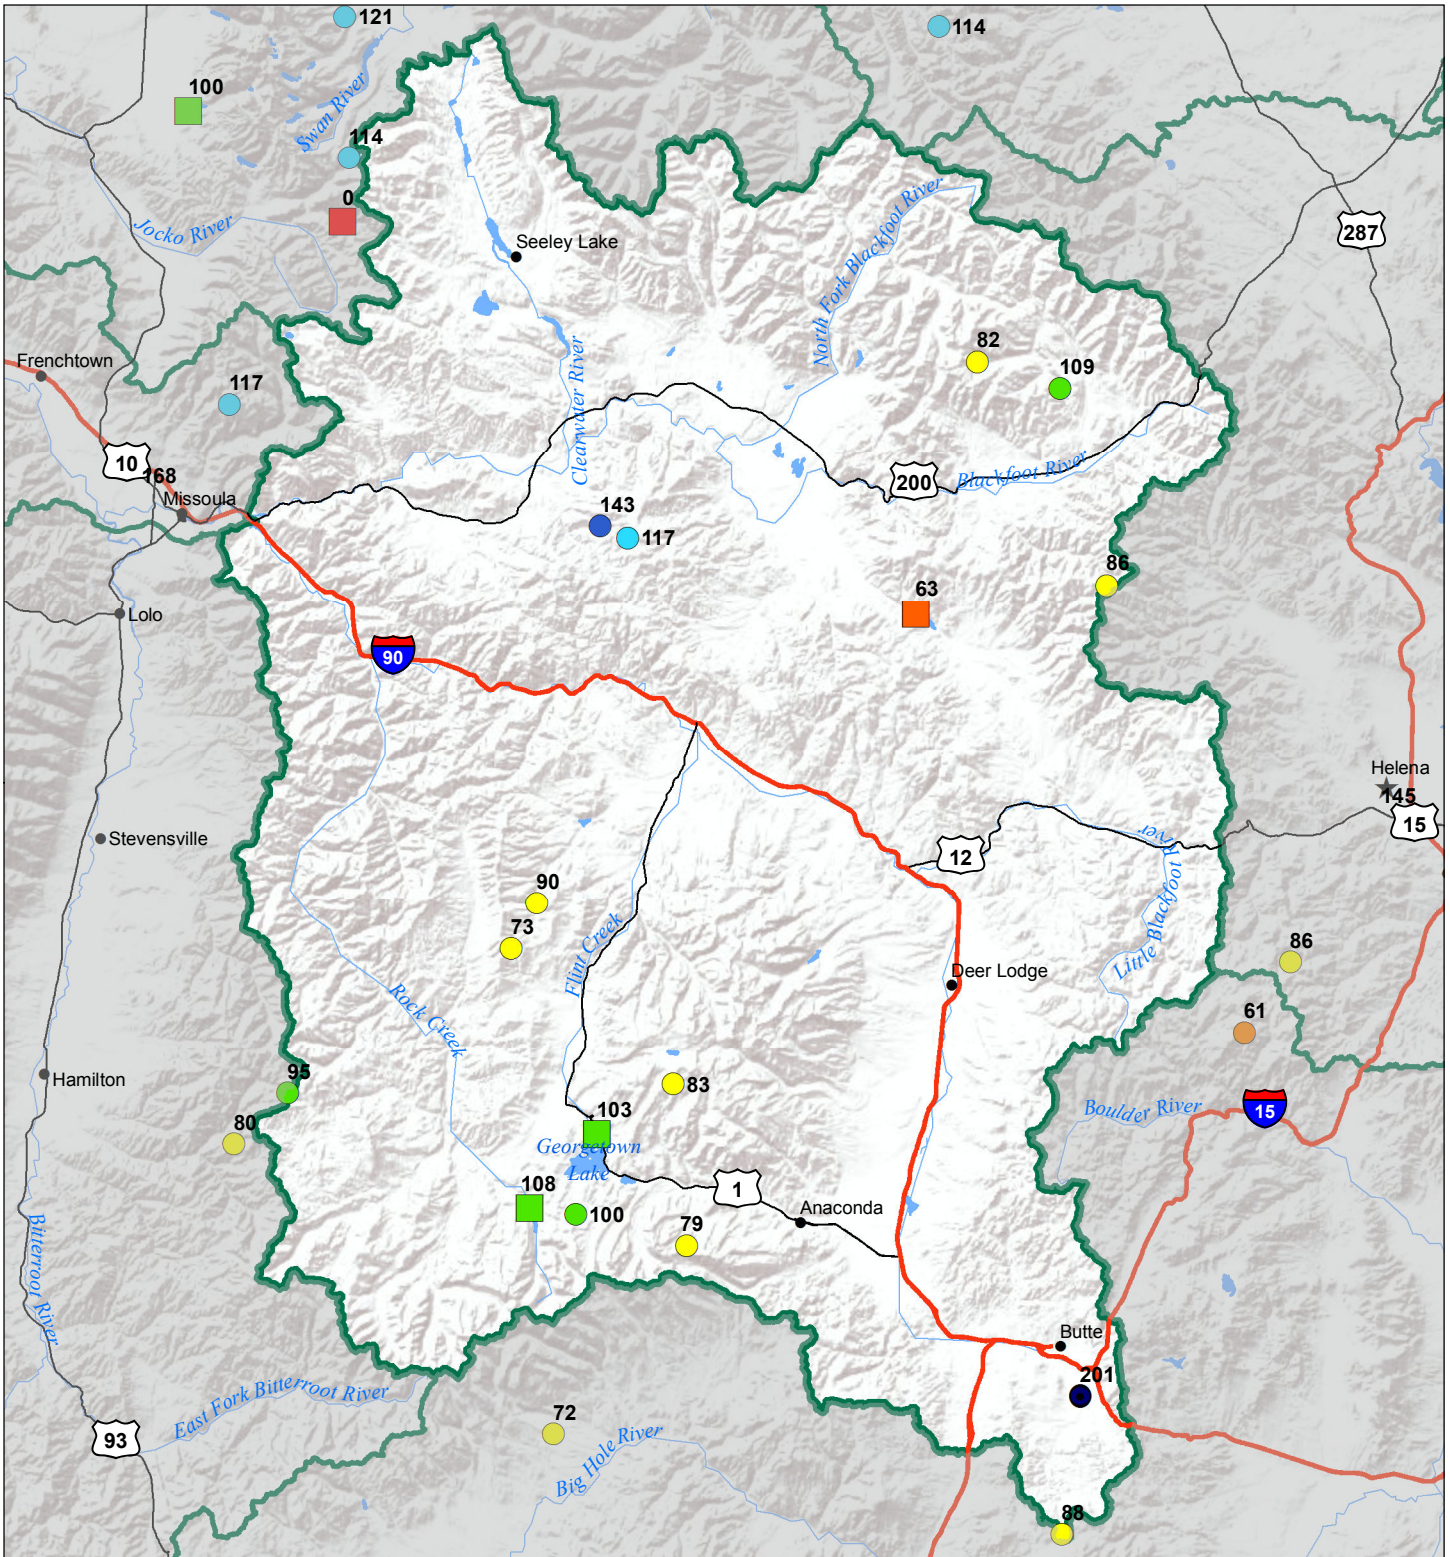 121
114
100
Swan River
114
0
Jocko River
North Fork Blackfoot River
287
Seeley Lake
Frenchtown
117
Clearwater River
82
109
10
168
Missoula
200
Blackfoot River
143
117
86
63
Lolo
90
Helena
145
15
Stevensville
12
Little Blackfoot River
90
73
Flint Creek
86
Deer Lodge
Rock Creek
61
Hamilton
95
83
Boulder River
15
80
103
Georgetown
Lake
108
100
1
Anaconda
79
Bitterroot River
Butte
201
East Fork Bitterroot River
72
93
Big Hole River
88